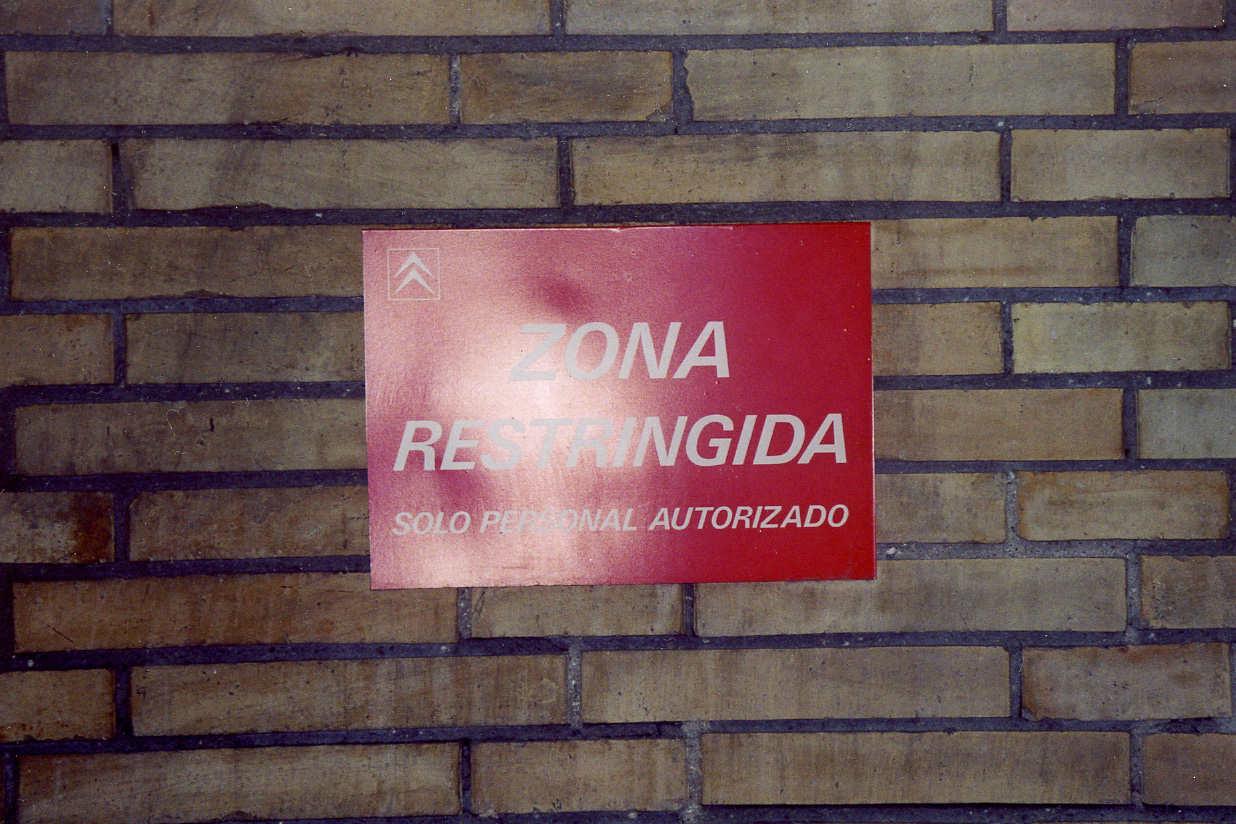 ZONA
RESTRINGIDA
SOLO PERSONAL AUTORIZADO